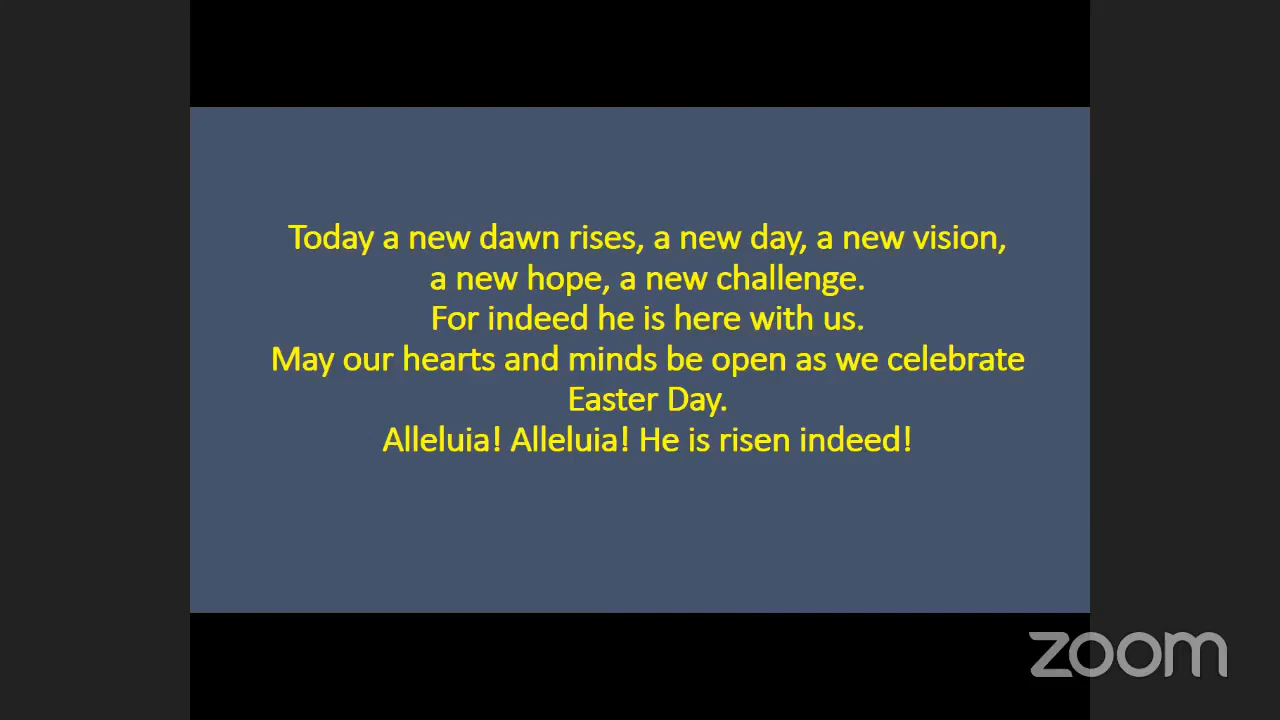 Today a new dawn rises, a new day, a new vision,
a new hope, a new challenge.
For indeed he is here with us.
May our hearts and minds be open as we celebrate
Easter Day.
Alleluia! Alleluia! He is risen indeed!
zoom